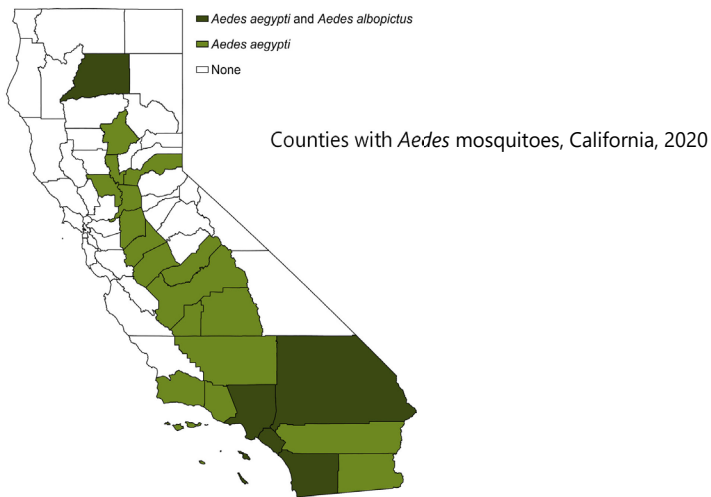 Aedes aegypti and Aedes albopictus
Aedes aegypti
None
Counties with Aedes mosquitoes, California, 2020